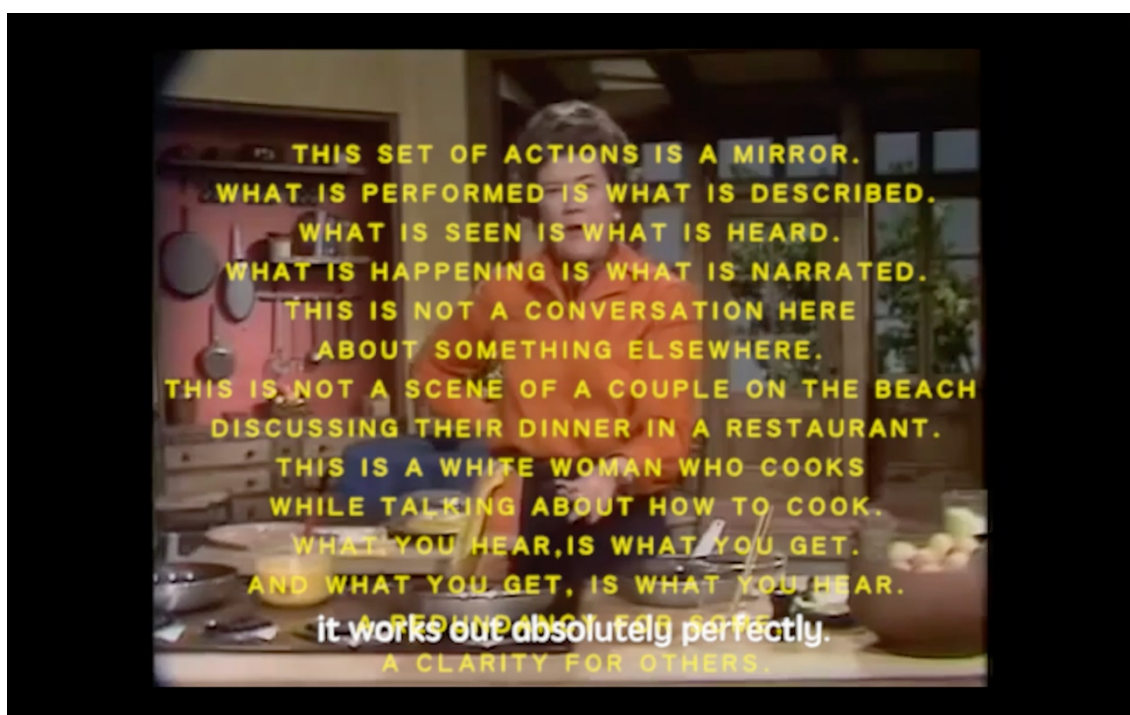 THIS SET OF ACTIONS IS A MIRROR.
WHAT IS PERFORMED IS WHAT IS DESCRIBED.
WHAT IS SEEN IS WHAT IS HEARD.
WHAT IS HAPPENING IS WHAT IS NARRATED.
THIS IS NOT A CONVERSATION HERE
ABOUT SOMETHING ELSEWHERE.
THIS IS NOT A SCENE OF A COUPLE ON THE BEACH
DISCUSSING THEIR DINNER IN A RESTAURANT.
THIS IS A WHITE WOMAN WHO COOKS
WHILE TALKING ABOUT HOW TO COOK.
WHAT YOU HEAR,IS WHAT YOU GET.
AND WHAT YOU GET, IS WHAT YOU HEAR.
A REDUNDANCY FOR SOME,
it works out absolutely perfectly.
A CLARITY FOR OTHERS.